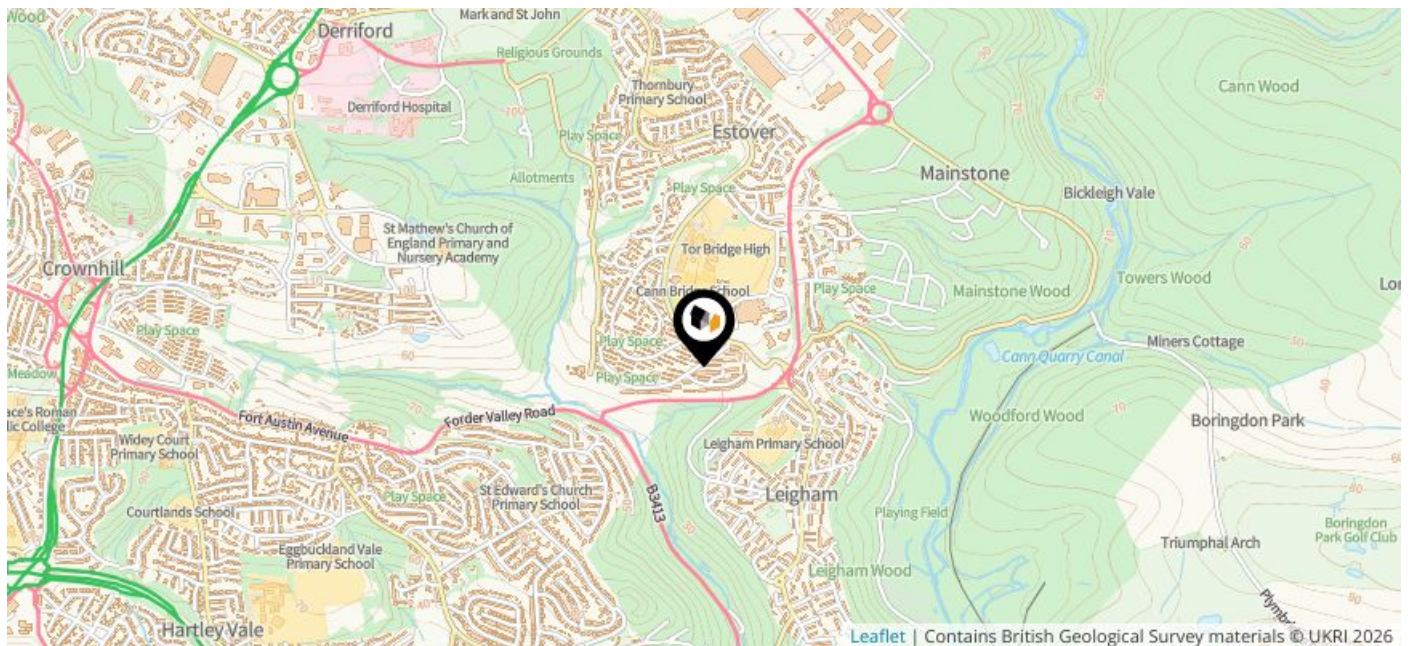 Wood
Mark and St John
Derriford
Religious Grounds
Thornbury
Primary School
Cann Wood
Derriford Hospital
Play Space
Estover
Allotments
Mainstone
Play Space
Bickleigh Vale
St Mathew's Church of
England Primary and
Nursery Academy
Tor Bridge High
Crownhill
Cann Bridge School
Play Space
Mainstone Wood
Towers Wood
Lor
Play Space
60
Play Space
Cann Quarry Canal
Miners Cottage
Meadow
Play Space
Fort Austin Avenue
Forder Valley Road
Woodford Wood
Boringdon Park
ace's Roman
lic College
Widey Court
Primary School
Leigham Primary School
Play Space
St Edward's Church
Primary School
B3413
Leigham
Courtlands School
Playing Field
Boringdon
Park Golf Club
Eggbuckland Vale
Primary School
Triumphal Arch
Leigham Wood
Hartley Vale
Plymbri
Leaflet | Contains British Geological Survey materials © UKRI 2026